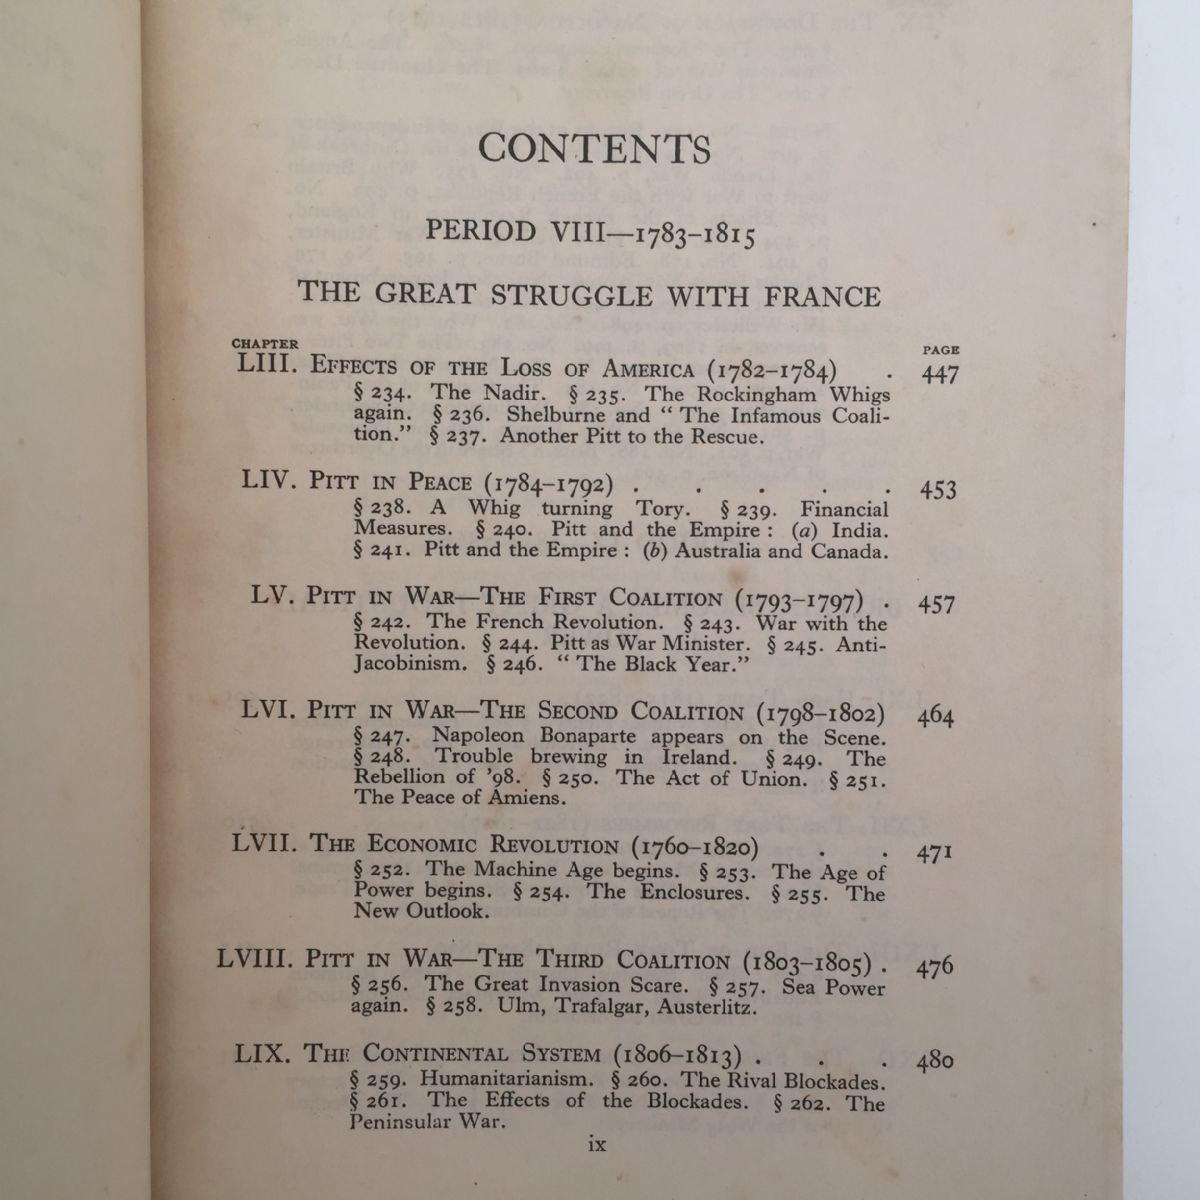 CONTENTS
PERIOD VIII—1783–1815
THE GREAT STRUGGLE WITH FRANCE
CHAPTER PAGE
LIII. EFFECTS OF THE LOSS OF AMERICA (1782–1784) . 447
§ 234. The Nadir. § 235. The Rockingham Whigs
again. § 236. Shelburne and “ The Infamous Coali-
tion.” § 237. Another Pitt to the Rescue.
LIV. PITT IN PEACE (1784–1792) . . . . . 453
§ 238. A Whig turning Tory. § 239. Financial
Measures. § 240. Pitt and the Empire : (a) India.
§ 241. Pitt and the Empire : (b) Australia and Canada.
LV. PITT IN WAR—THE FIRST COALITION (1793–1797) . 457
§ 242. The French Revolution. § 243. War with the
Revolution. § 244. Pitt as War Minister. § 245. Anti-
Jacobinism. § 246. “ The Black Year.”
LVI. PITT IN WAR—THE SECOND COALITION (1798–1802) 464
§ 247. Napoleon Bonaparte appears on the Scene.
§ 248. Trouble brewing in Ireland. § 249. The
Rebellion of ’98. § 250. The Act of Union. § 251.
The Peace of Amiens.
LVII. THE ECONOMIC REVOLUTION (1760–1820) . . 471
§ 252. The Machine Age begins. § 253. The Age of
Power begins. § 254. The Enclosures. § 255. The
New Outlook.
LVIII. PITT IN WAR—THE THIRD COALITION (1803–1805) . 476
§ 256. The Great Invasion Scare. § 257. Sea Power
again. § 258. Ulm, Trafalgar, Austerlitz.
LIX. THE CONTINENTAL SYSTEM (1806–1813) . . . 480
§ 259. Humanitarianism. § 260. The Rival Blockades.
§ 261. The Effects of the Blockades. § 262. The
Peninsular War.
ix